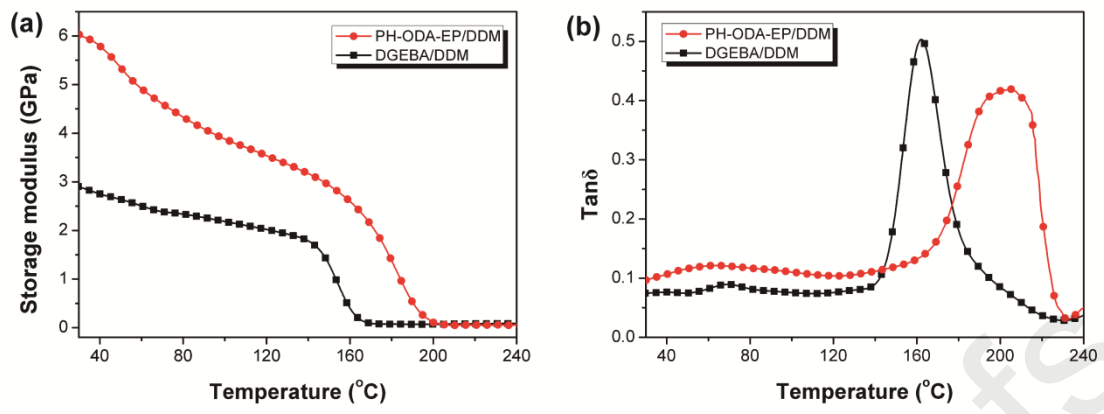 (a)
PH-ODA-EP/DDM
DGEBA/DDM
Storage modulus (GPa)
6
5
4
3
2
1
0
40 80 120 160 200 240
Temperature (°C)
(b)
PH-ODA-EP/DDM
DGEBA/DDM
Tanδ
0.5
0.4
0.3
0.2
0.1
0.0
40 80 120 160 200 240
Temperature (°C)